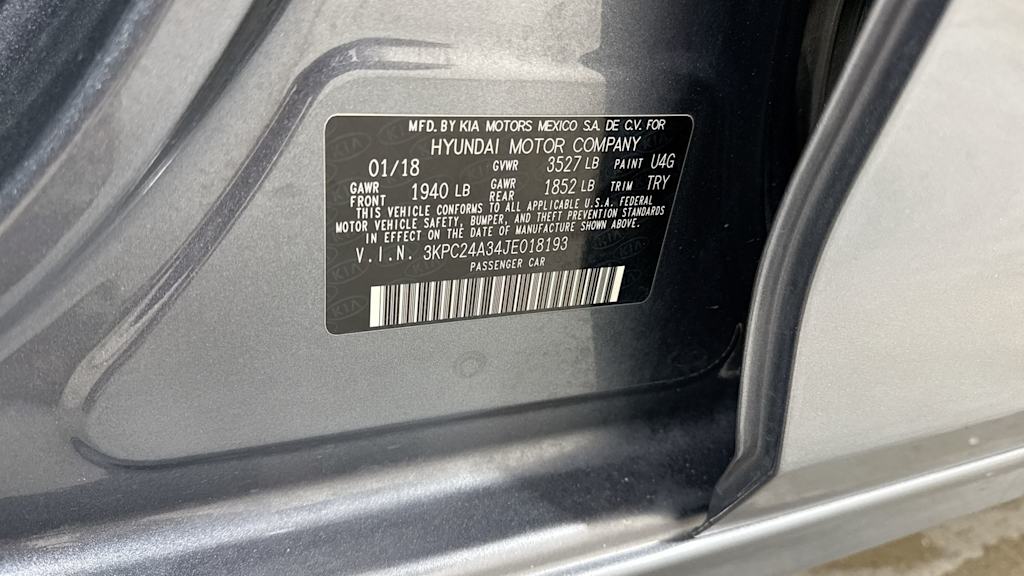 MFD. BY KIA MOTORS MEXICO S.A. DE C.V. FOR
HYUNDAI MOTOR COMPANY
01/18 GVWR 3527 LB PAINT U4G
GAWR FRONT 1940 LB GAWR REAR 1852 LB TRIM TRY
THIS VEHICLE CONFORMS TO ALL APPLICABLE U.S.A. FEDERAL
MOTOR VEHICLE SAFETY, BUMPER, AND THEFT PREVENTION STANDARDS
IN EFFECT ON THE DATE OF MANUFACTURE SHOWN ABOVE.
V.I.N. 3KPC24A34JE018193
PASSENGER CAR